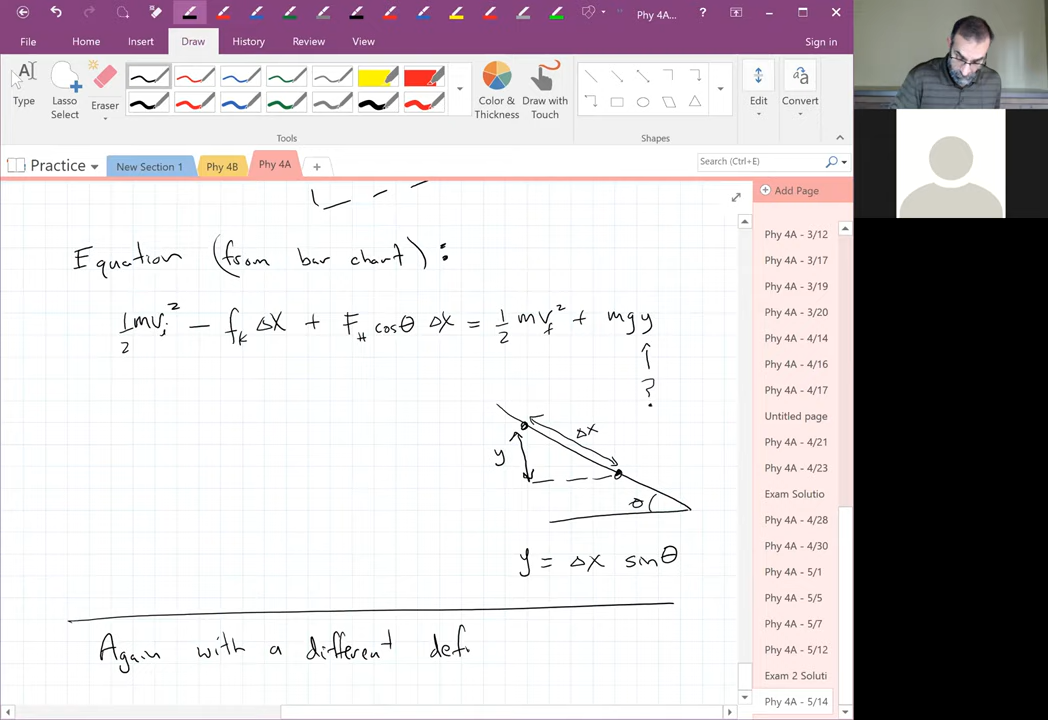 Phy 4A...
? 
File Home Insert Draw History Review View Sign in
Type Lasso Select Eraser Color & Thickness Draw with Touch Edit Convert
Tools Shapes
Practice New Section 1 Phy 4B Phy 4A + Search (Ctrl+E)
Add Page
Phy 4A - 3/12
Phy 4A - 3/17
Phy 4A - 3/19
Phy 4A - 3/20
Phy 4A - 4/14
Phy 4A - 4/16
Phy 4A - 4/17
Untitled page
Phy 4A - 4/21
Phy 4A - 4/23
Exam Solutio
Phy 4A - 4/28
Phy 4A - 4/30
Phy 4A - 5/1
Phy 4A - 5/5
Phy 4A - 5/7
Phy 4A - 5/12
Exam 2 Soluti
Phy 4A - 5/14
Equation (from bar chart):
½mvᵢ² − fₖ Δx + F_H cosθ Δx = ½mv_f² + mgy
?
Δx
y
θ
y = Δx sinθ
Again with a different def.